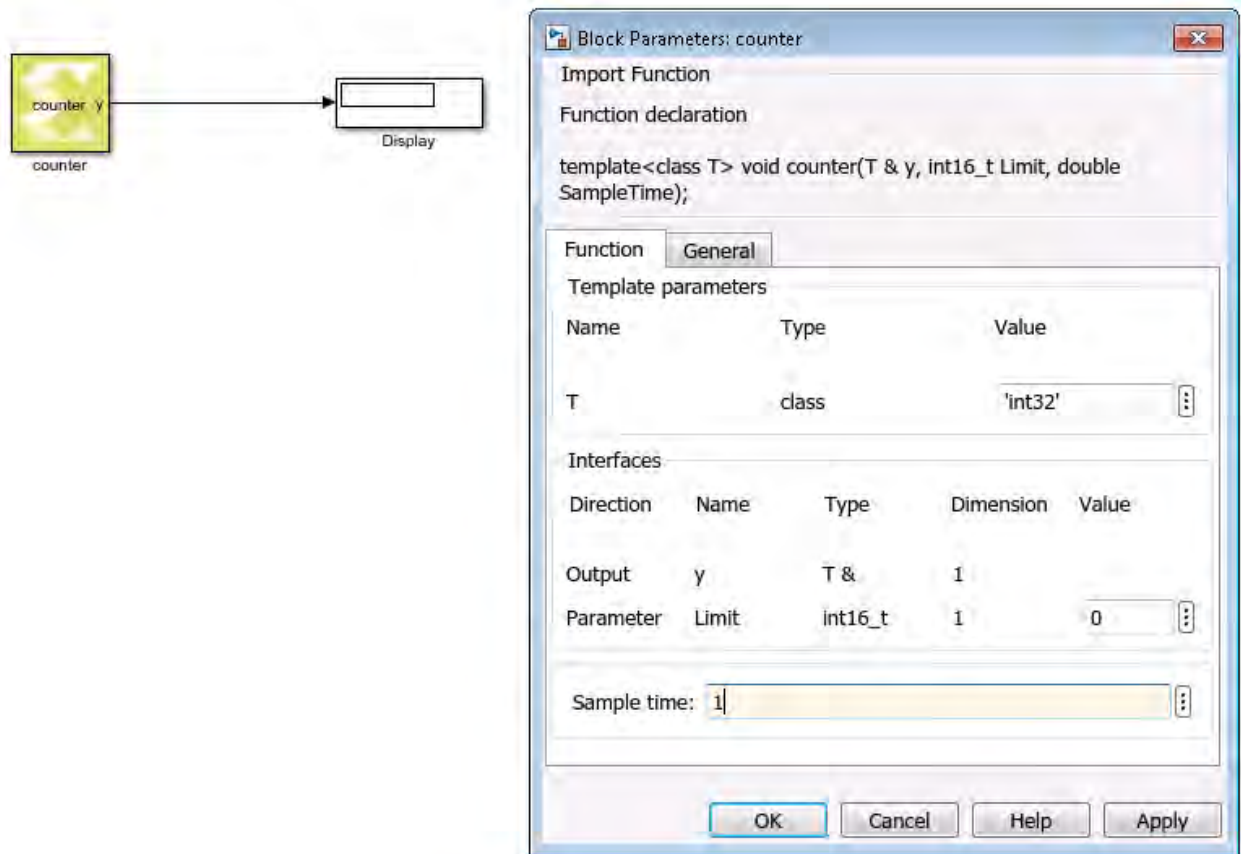 counter y
counter
Display
Block Parameters: counter
Import Function
Function declaration
template<class T> void counter(T & y, int16_t Limit, double
SampleTime);
Function General
Template parameters
Name Type Value
T class 'int32'
Interfaces
Direction Name Type Dimension Value
Output y T & 1
Parameter Limit int16_t 1 0
Sample time: 1
OK Cancel Help Apply